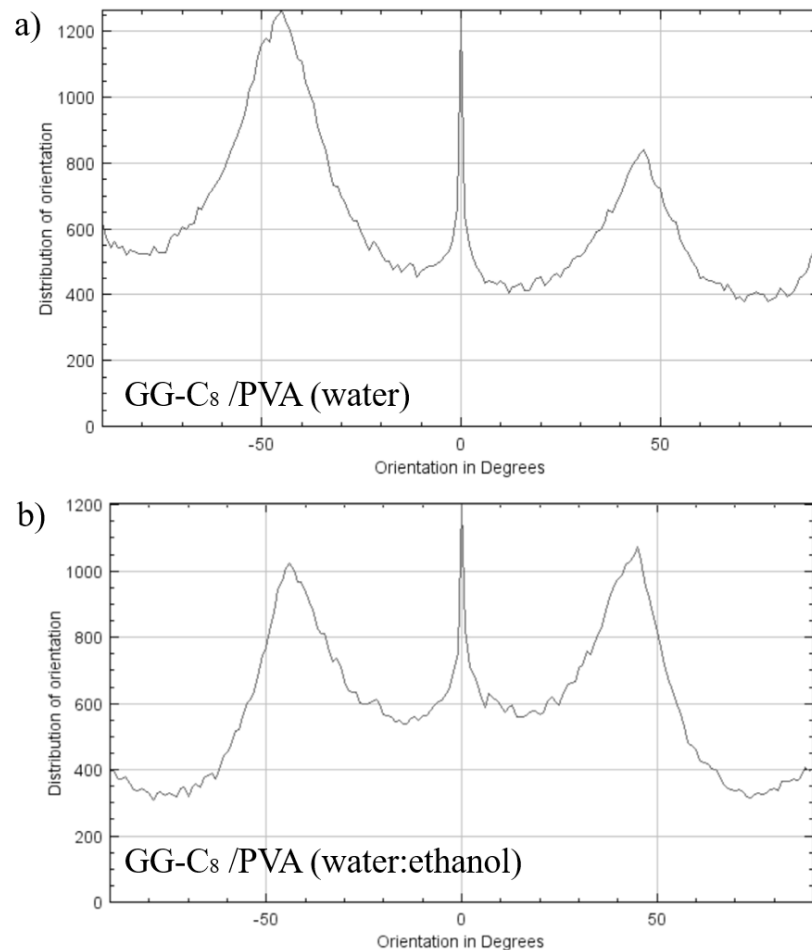 a)
1200
1000
800
600
400
200
0
Distribution of orientation
-50 0 50
Orientation in Degrees
GG-C₈ /PVA (water)
b)
1200
1000
800
600
400
200
0
Distribution of orientation
-50 0 50
Orientation in Degrees
GG-C₈ /PVA (water:ethanol)